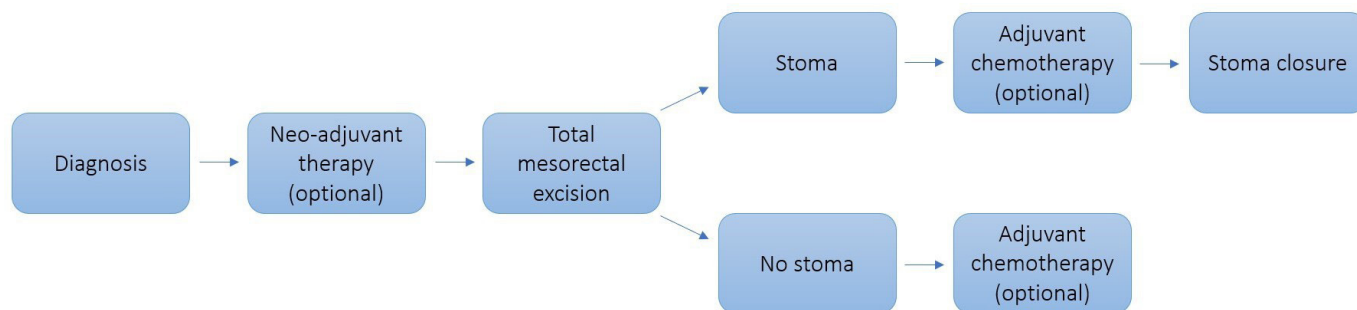 Diagnosis
Neo-adjuvant
therapy
(optional)
Total
mesorectal
excision
Stoma
Adjuvant
chemotherapy
(optional)
Stoma closure
No stoma
Adjuvant
chemotherapy
(optional)